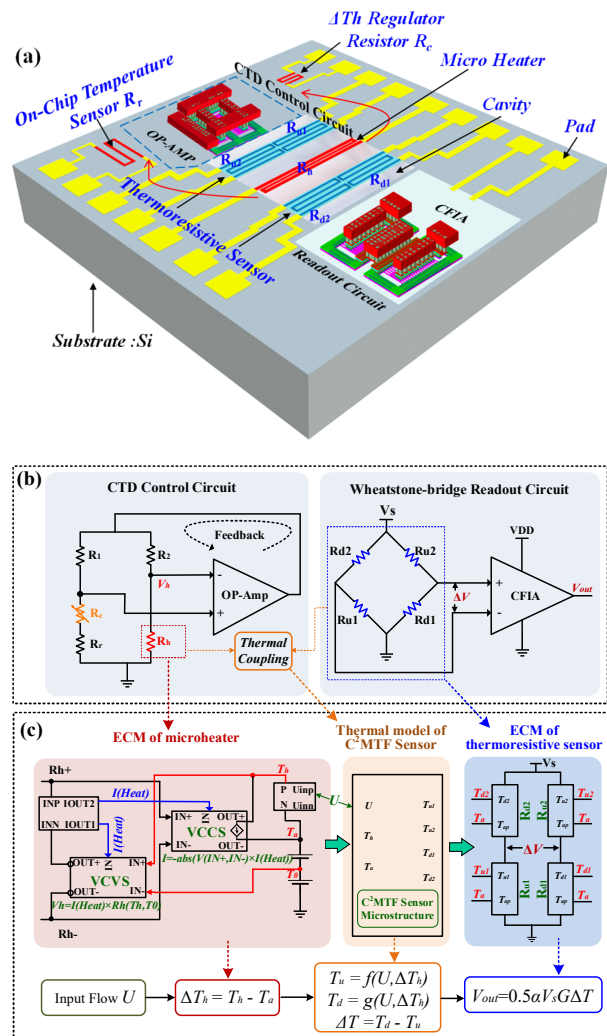 (a)
ΔTh Regulator
Resistor Rc
Micro Heater
On-Chip Temperature
Sensor Rr
CTD Control Circuit
OP-AMP
Cavity
Pad
Ru1
Ru2
Rh
Rd1
Rd2
Thermoresistive Sensor
CFIA
Readout Circuit
Substrate :Si
(b)
CTD Control Circuit
Wheatstone-bridge Readout Circuit
Feedback
R1
R2
Vh
-
+
OP-Amp
Rc
Rr
Rh
Thermal
Coupling
Vs
Rd2
Ru2
Ru1
Rd1
ΔV
VDD
+
-
CFIA
Vout
(c)
ECM of microheater
Thermal model of
C²MTF Sensor
ECM of
thermoresistive sensor
Rh+
Th
INP IOUT2
INN IOUT1
I(Heat)
I(Heat)
IN
IN+ OUT+
IN- OUT-
VCCS
I=-abs(V(IN+,IN-)×I(Heat))
P Uinp
N Uinn
U
Ta
T0
OUT+ IN IN+
OUT- IN-
VCVS
Vh=I(Heat)×Rh(Th,T0)
Rh-
U
Th
Ta
Tu1
Tu2
Td1
Td2
C²MTF Sensor
Microstructure
Vs
Td2
Ta
Td2
Tap
Rd2
Ru2
Tu2
Tap
Tu2
Ta
ΔV
Tu1
Ta
Tu1
Tap
Ru1
Rd1
Td1
Tap
Td1
Ta
Input Flow U
ΔTh = Th - Ta
Tu = f(U,ΔTh)
Td = g(U,ΔTh)
ΔT = Td - Tu
Vout=0.5αVsGΔT